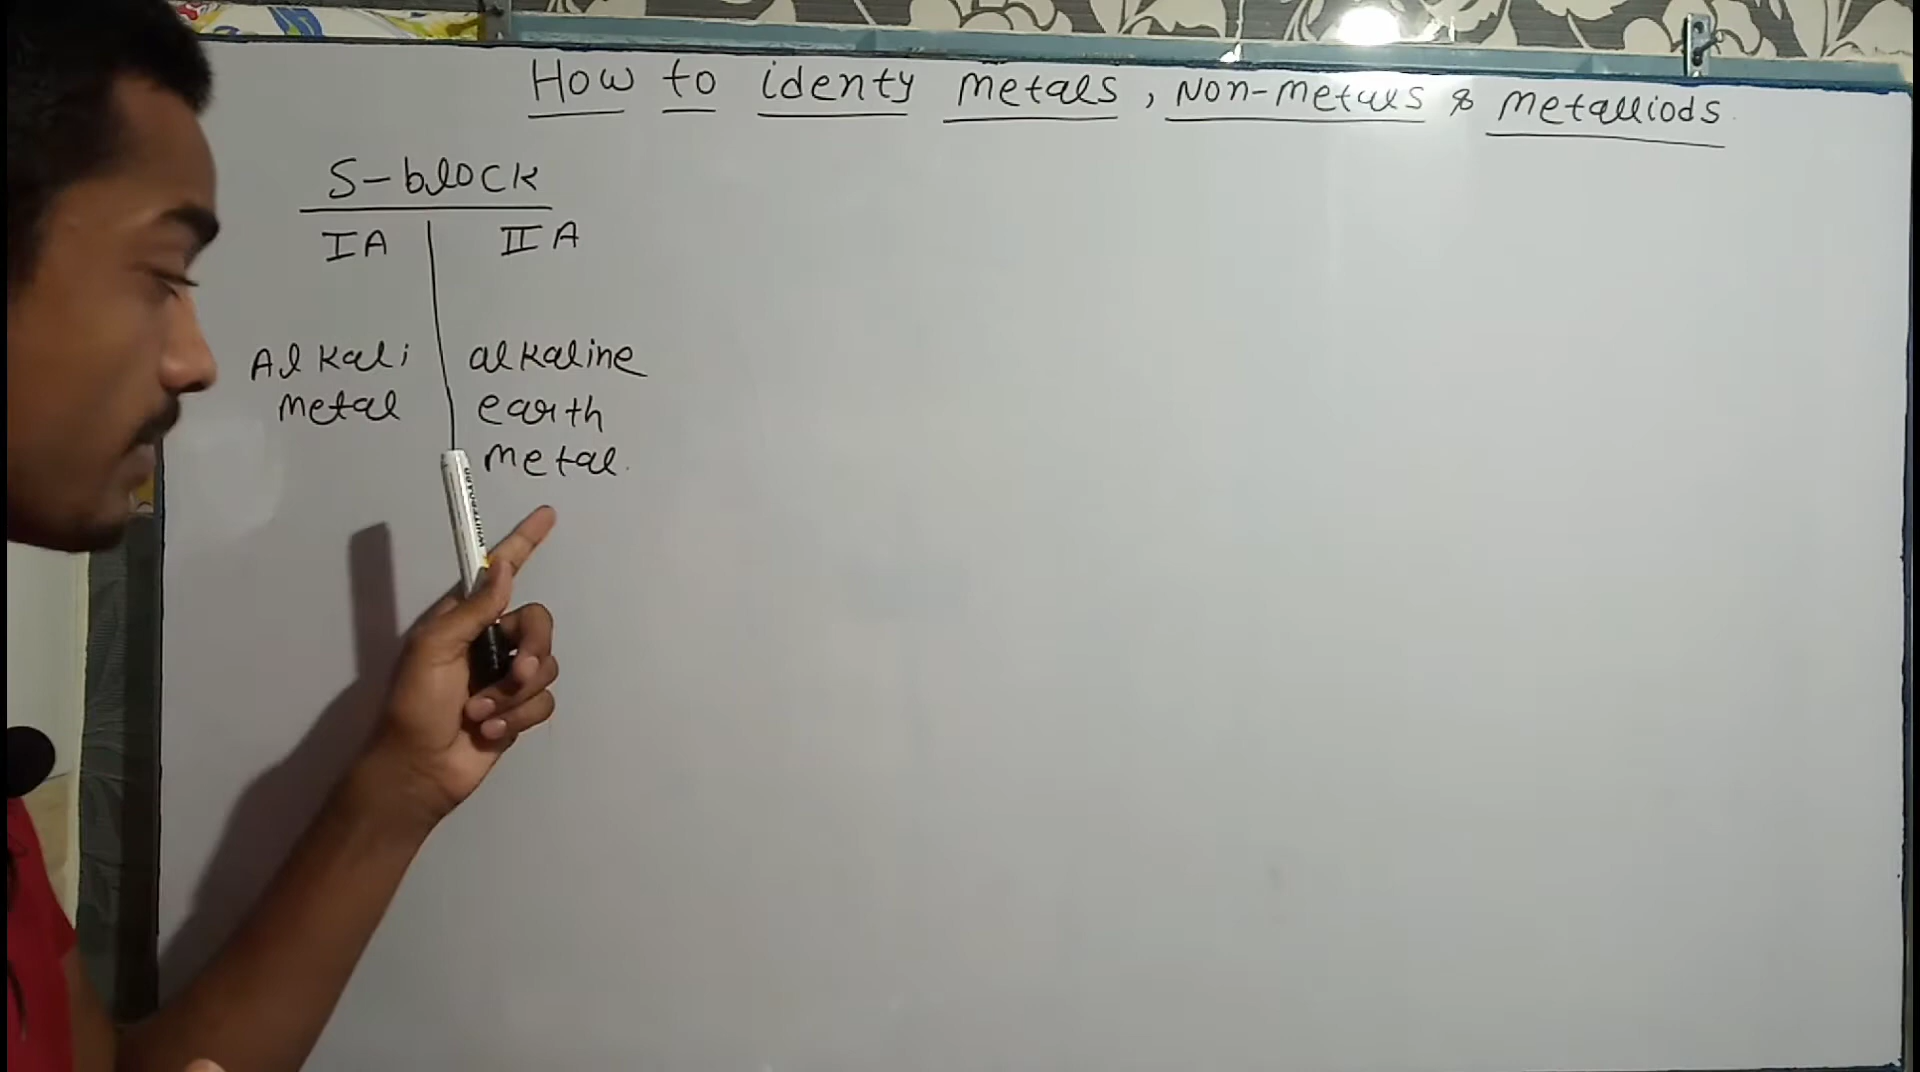 How to identy metals, Non-metals & metalliods.
S-block
IA IIA
Alkali alkaline
metal earth
metal.